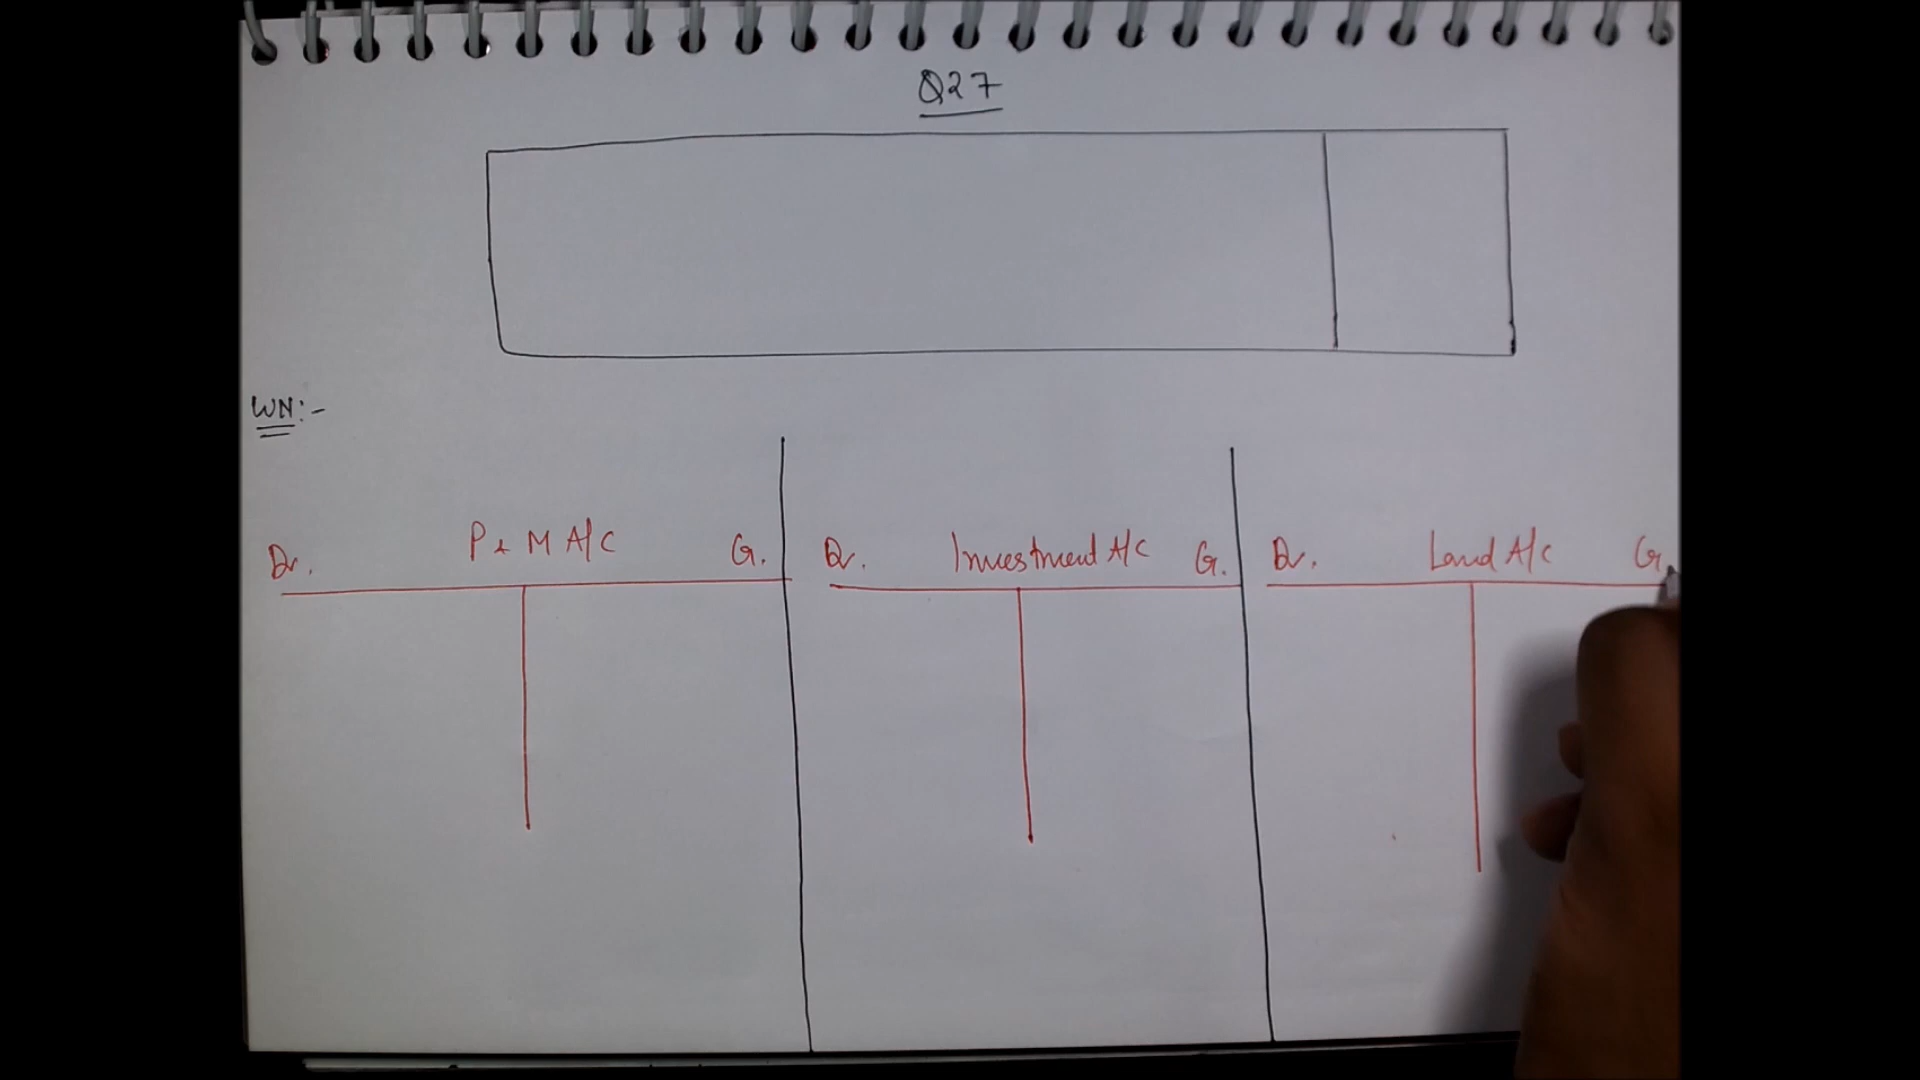 Q27
WN:-
Dr. P & M A/C Cr.
Dr. Investment A/C Cr.
Dr. Land A/C Cr.